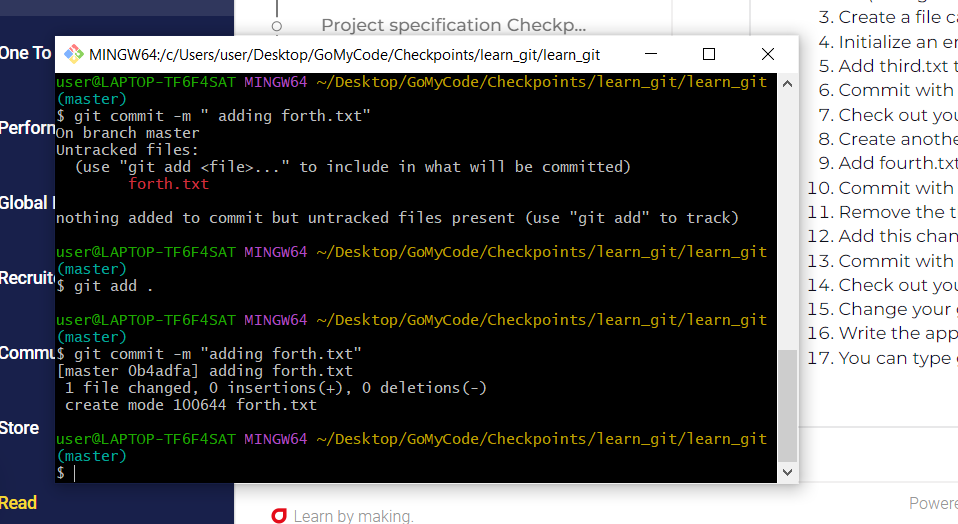 Project specification Checkp...
One To
Perform
Global
Recruite
Commu
Store
Read
MINGW64:/c/Users/user/Desktop/GoMyCode/Checkpoints/learn_git/learn_git
user@LAPTOP-TF6F4SAT MINGW64 ~/Desktop/GoMyCode/Checkpoints/learn_git/learn_git
(master)
$ git commit -m " adding forth.txt"
On branch master
Untracked files:
(use "git add <file>..." to include in what will be committed)
forth.txt
nothing added to commit but untracked files present (use "git add" to track)
user@LAPTOP-TF6F4SAT MINGW64 ~/Desktop/GoMyCode/Checkpoints/learn_git/learn_git
(master)
$ git add .
user@LAPTOP-TF6F4SAT MINGW64 ~/Desktop/GoMyCode/Checkpoints/learn_git/learn_git
(master)
$ git commit -m "adding forth.txt"
[master 0b4adfa] adding forth.txt
1 file changed, 0 insertions(+), 0 deletions(-)
create mode 100644 forth.txt
user@LAPTOP-TF6F4SAT MINGW64 ~/Desktop/GoMyCode/Checkpoints/learn_git/learn_git
(master)
$
3. Create a file ca
4. Initialize an em
5. Add third.txt t
6. Commit with
7. Check out you
8. Create anothe
9. Add fourth.txt
10. Commit with
11. Remove the t
12. Add this chan
13. Commit with
14. Check out you
15. Change your g
16. Write the app
17. You can type g
Learn by making.
Powere